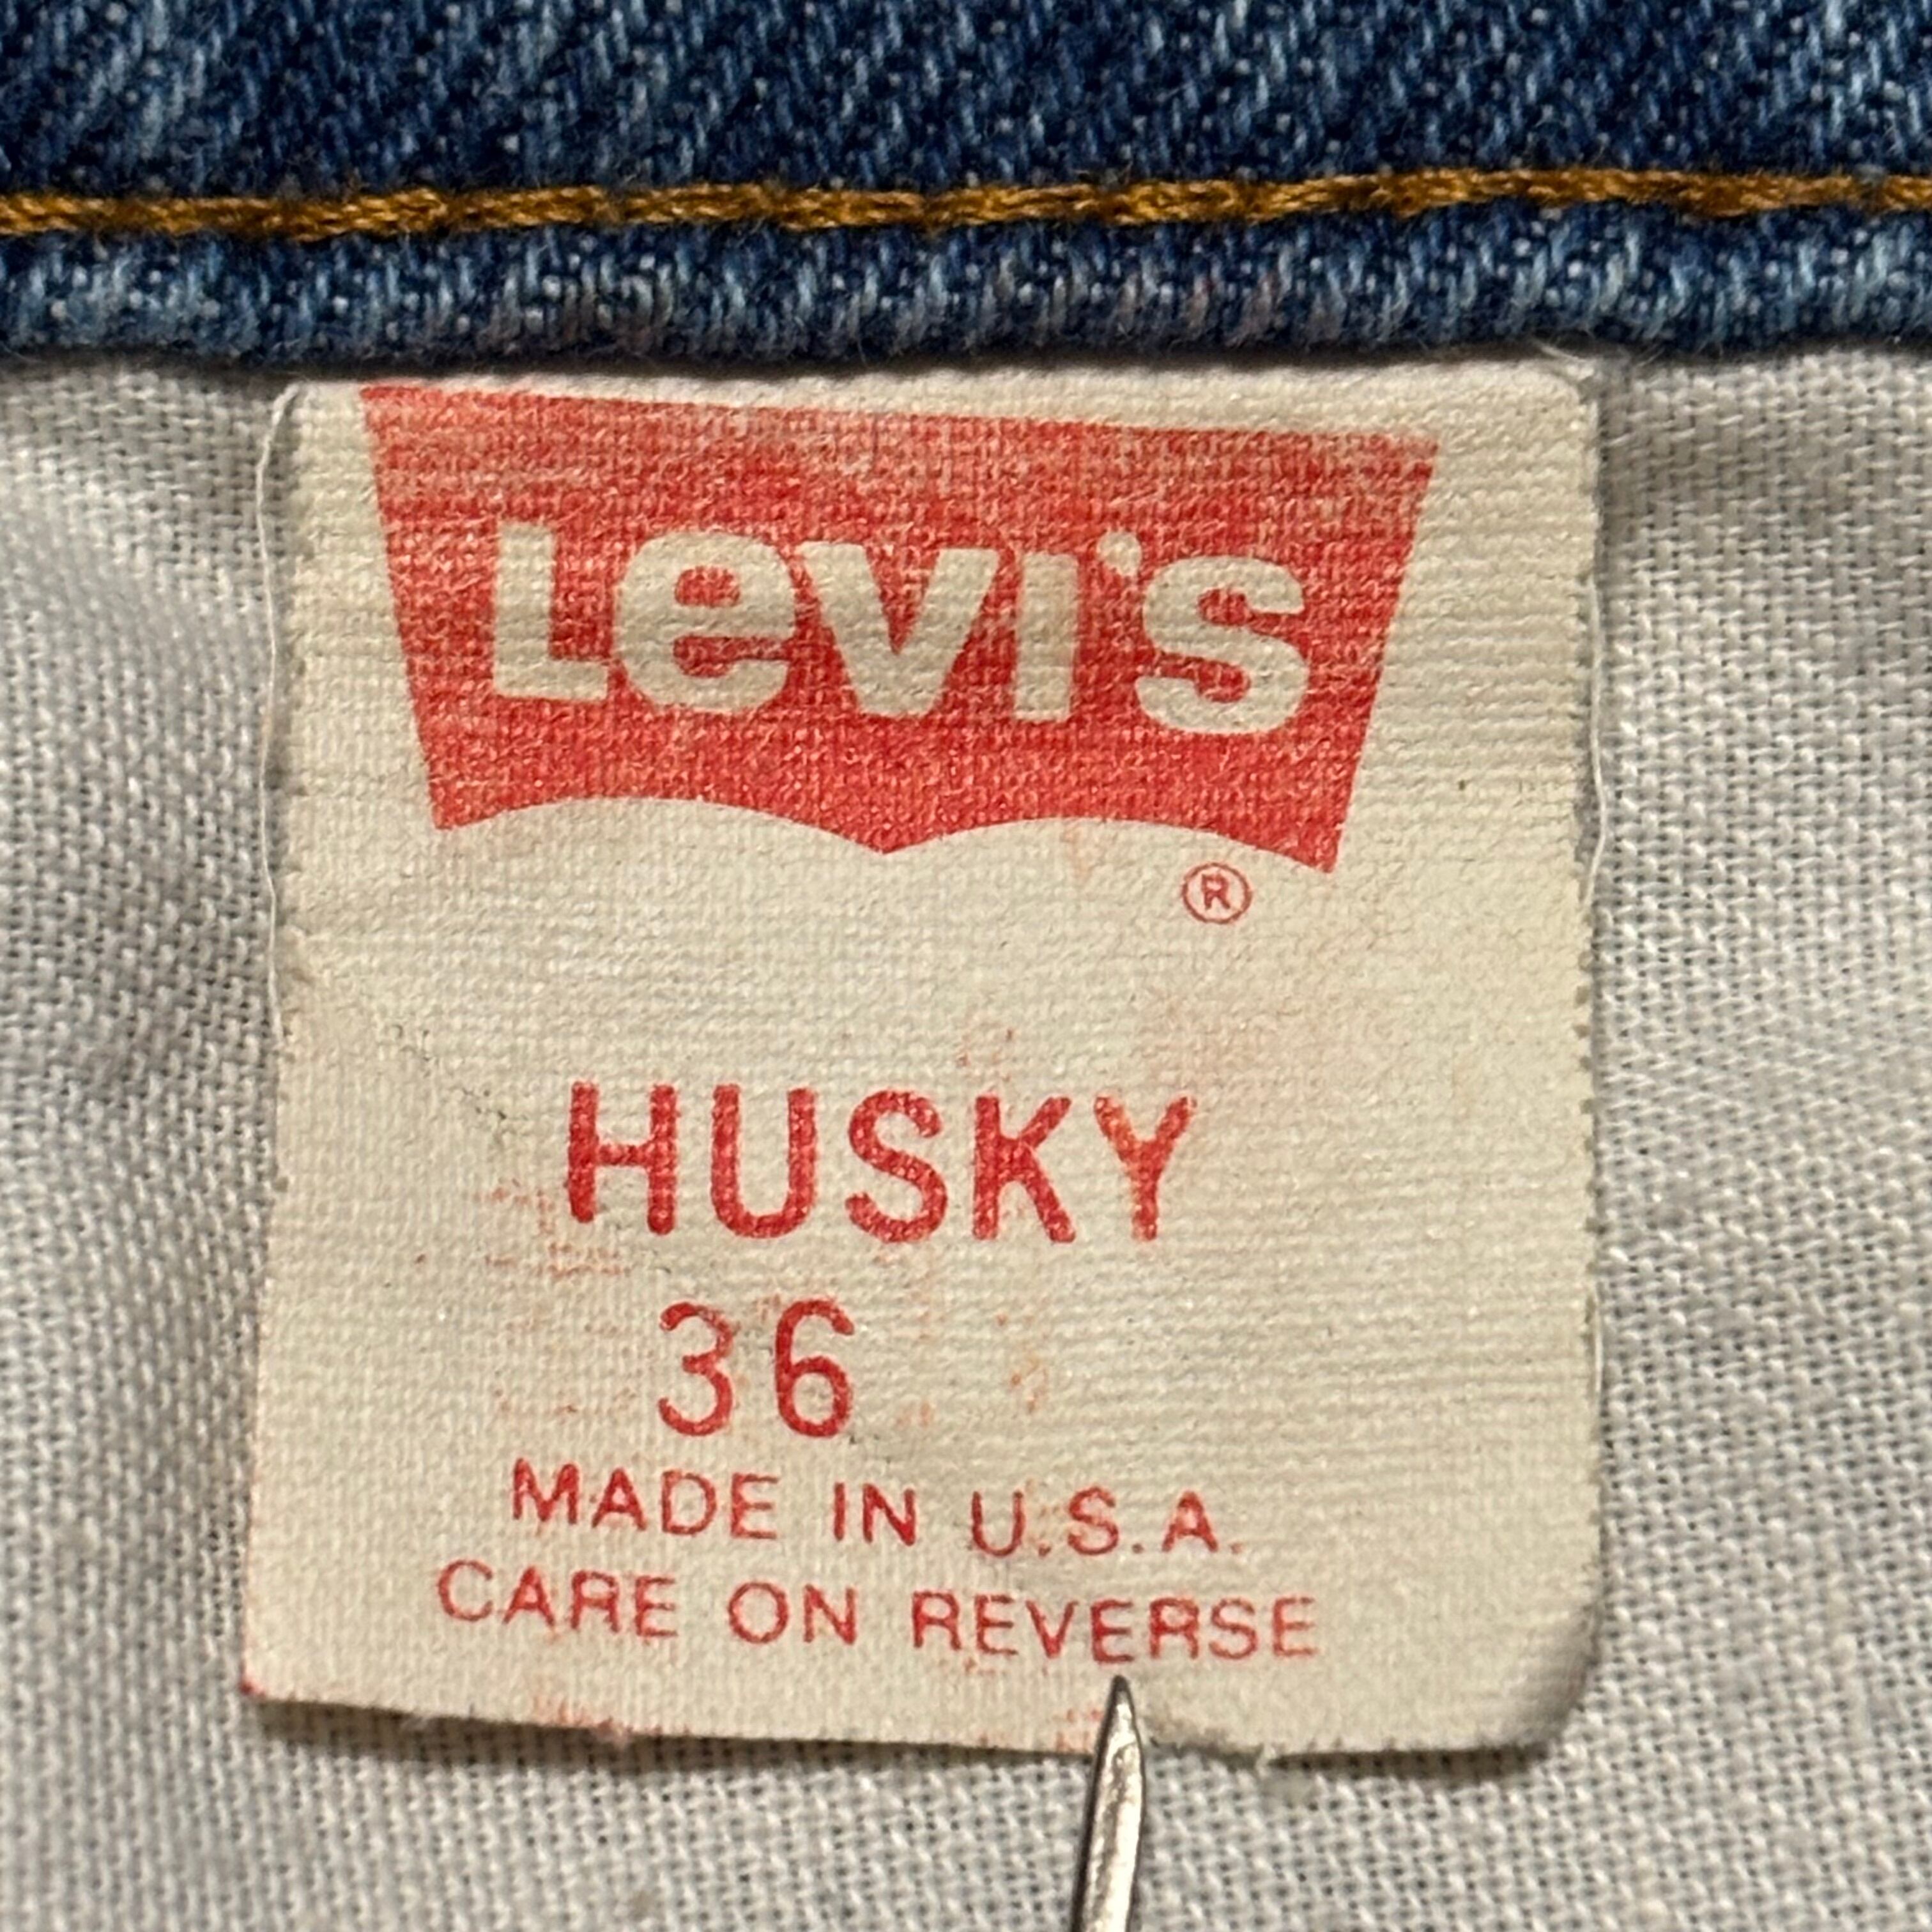 Levi's
®
HUSKY
36
MADE IN U.S.A.
CARE ON REVERSE